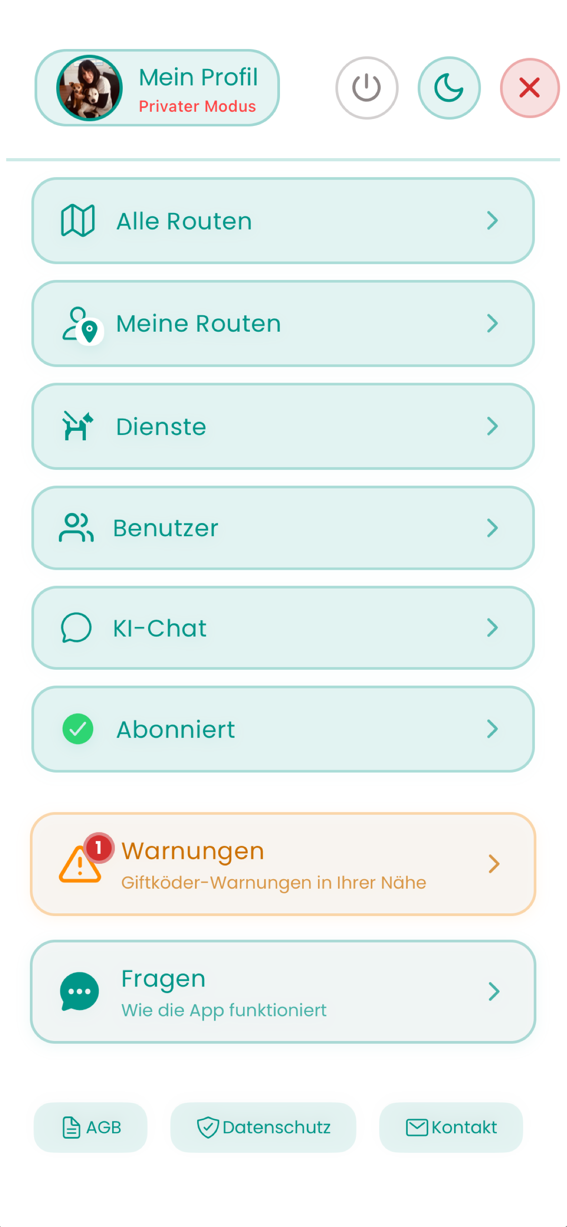 Mein Profil
Privater Modus
Alle Routen
Meine Routen
Dienste
Benutzer
KI-Chat
Abonniert
1
Warnungen
Giftköder-Warnungen in Ihrer Nähe
Fragen
Wie die App funktioniert
AGB
Datenschutz
Kontakt